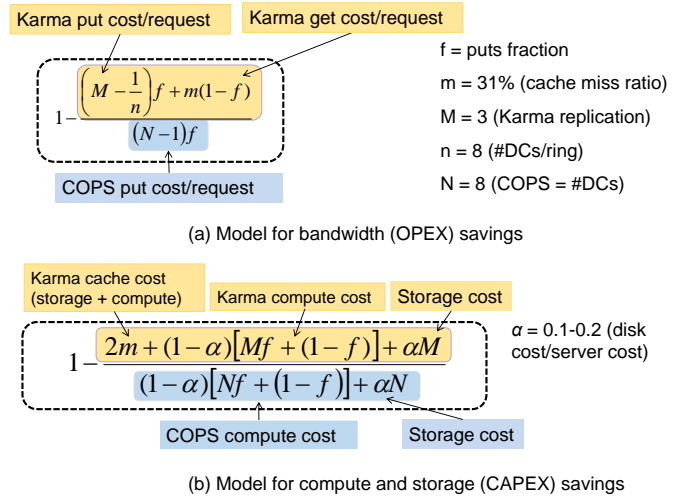 Karma put cost/request
Karma get cost/request
1 - ((M - 1/n) f + m(1 - f)) / ((N - 1)f)
COPS put cost/request
f = puts fraction
m = 31% (cache miss ratio)
M = 3 (Karma replication)
n = 8 (#DCs/ring)
N = 8 (COPS = #DCs)
(a) Model for bandwidth (OPEX) savings
Karma cache cost
(storage + compute)
Karma compute cost
Storage cost
1 - (2m + (1 - α)[Mf + (1 - f)] + αM) / ((1 - α)[Nf + (1 - f)] + αN)
COPS compute cost
Storage cost
α = 0.1-0.2 (disk
cost/server cost)
(b) Model for compute and storage (CAPEX) savings